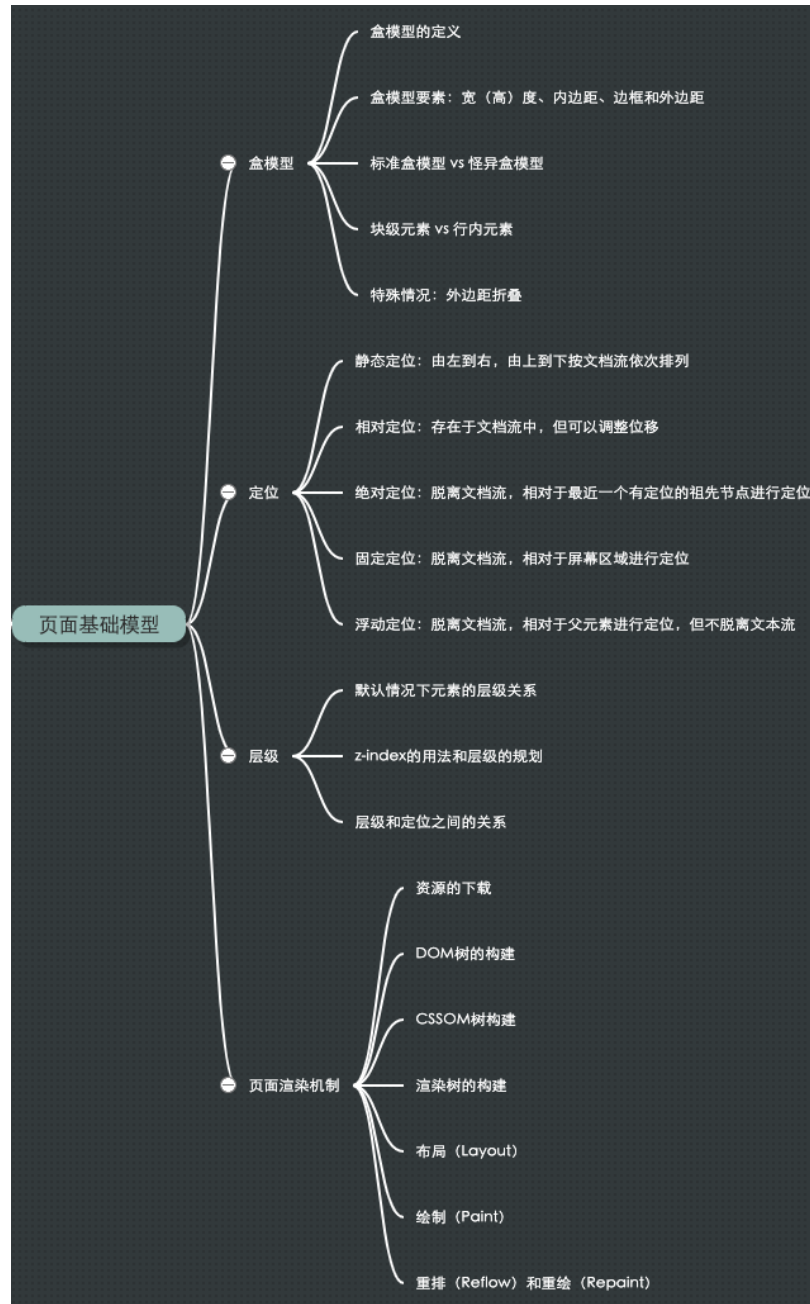 页面基础模型
盒模型
盒模型的定义
盒模型要素：宽（高）度、内边距、边框和外边距
标准盒模型 vs 怪异盒模型
块级元素 vs 行内元素
特殊情况：外边距折叠
定位
静态定位：由左到右，由上到下按文档流依次排列
相对定位：存在于文档流中，但可以调整位移
绝对定位：脱离文档流，相对于最近一个有定位的祖先节点进行定位
固定定位：脱离文档流，相对于屏幕区域进行定位
浮动定位：脱离文档流，相对于父元素进行定位，但不脱离文本流
层级
默认情况下元素的层级关系
z-index的用法和层级的规划
层级和定位之间的关系
页面渲染机制
资源的下载
DOM树的构建
CSSOM树构建
渲染树的构建
布局（Layout）
绘制（Paint）
重排（Reflow）和重绘（Repaint）